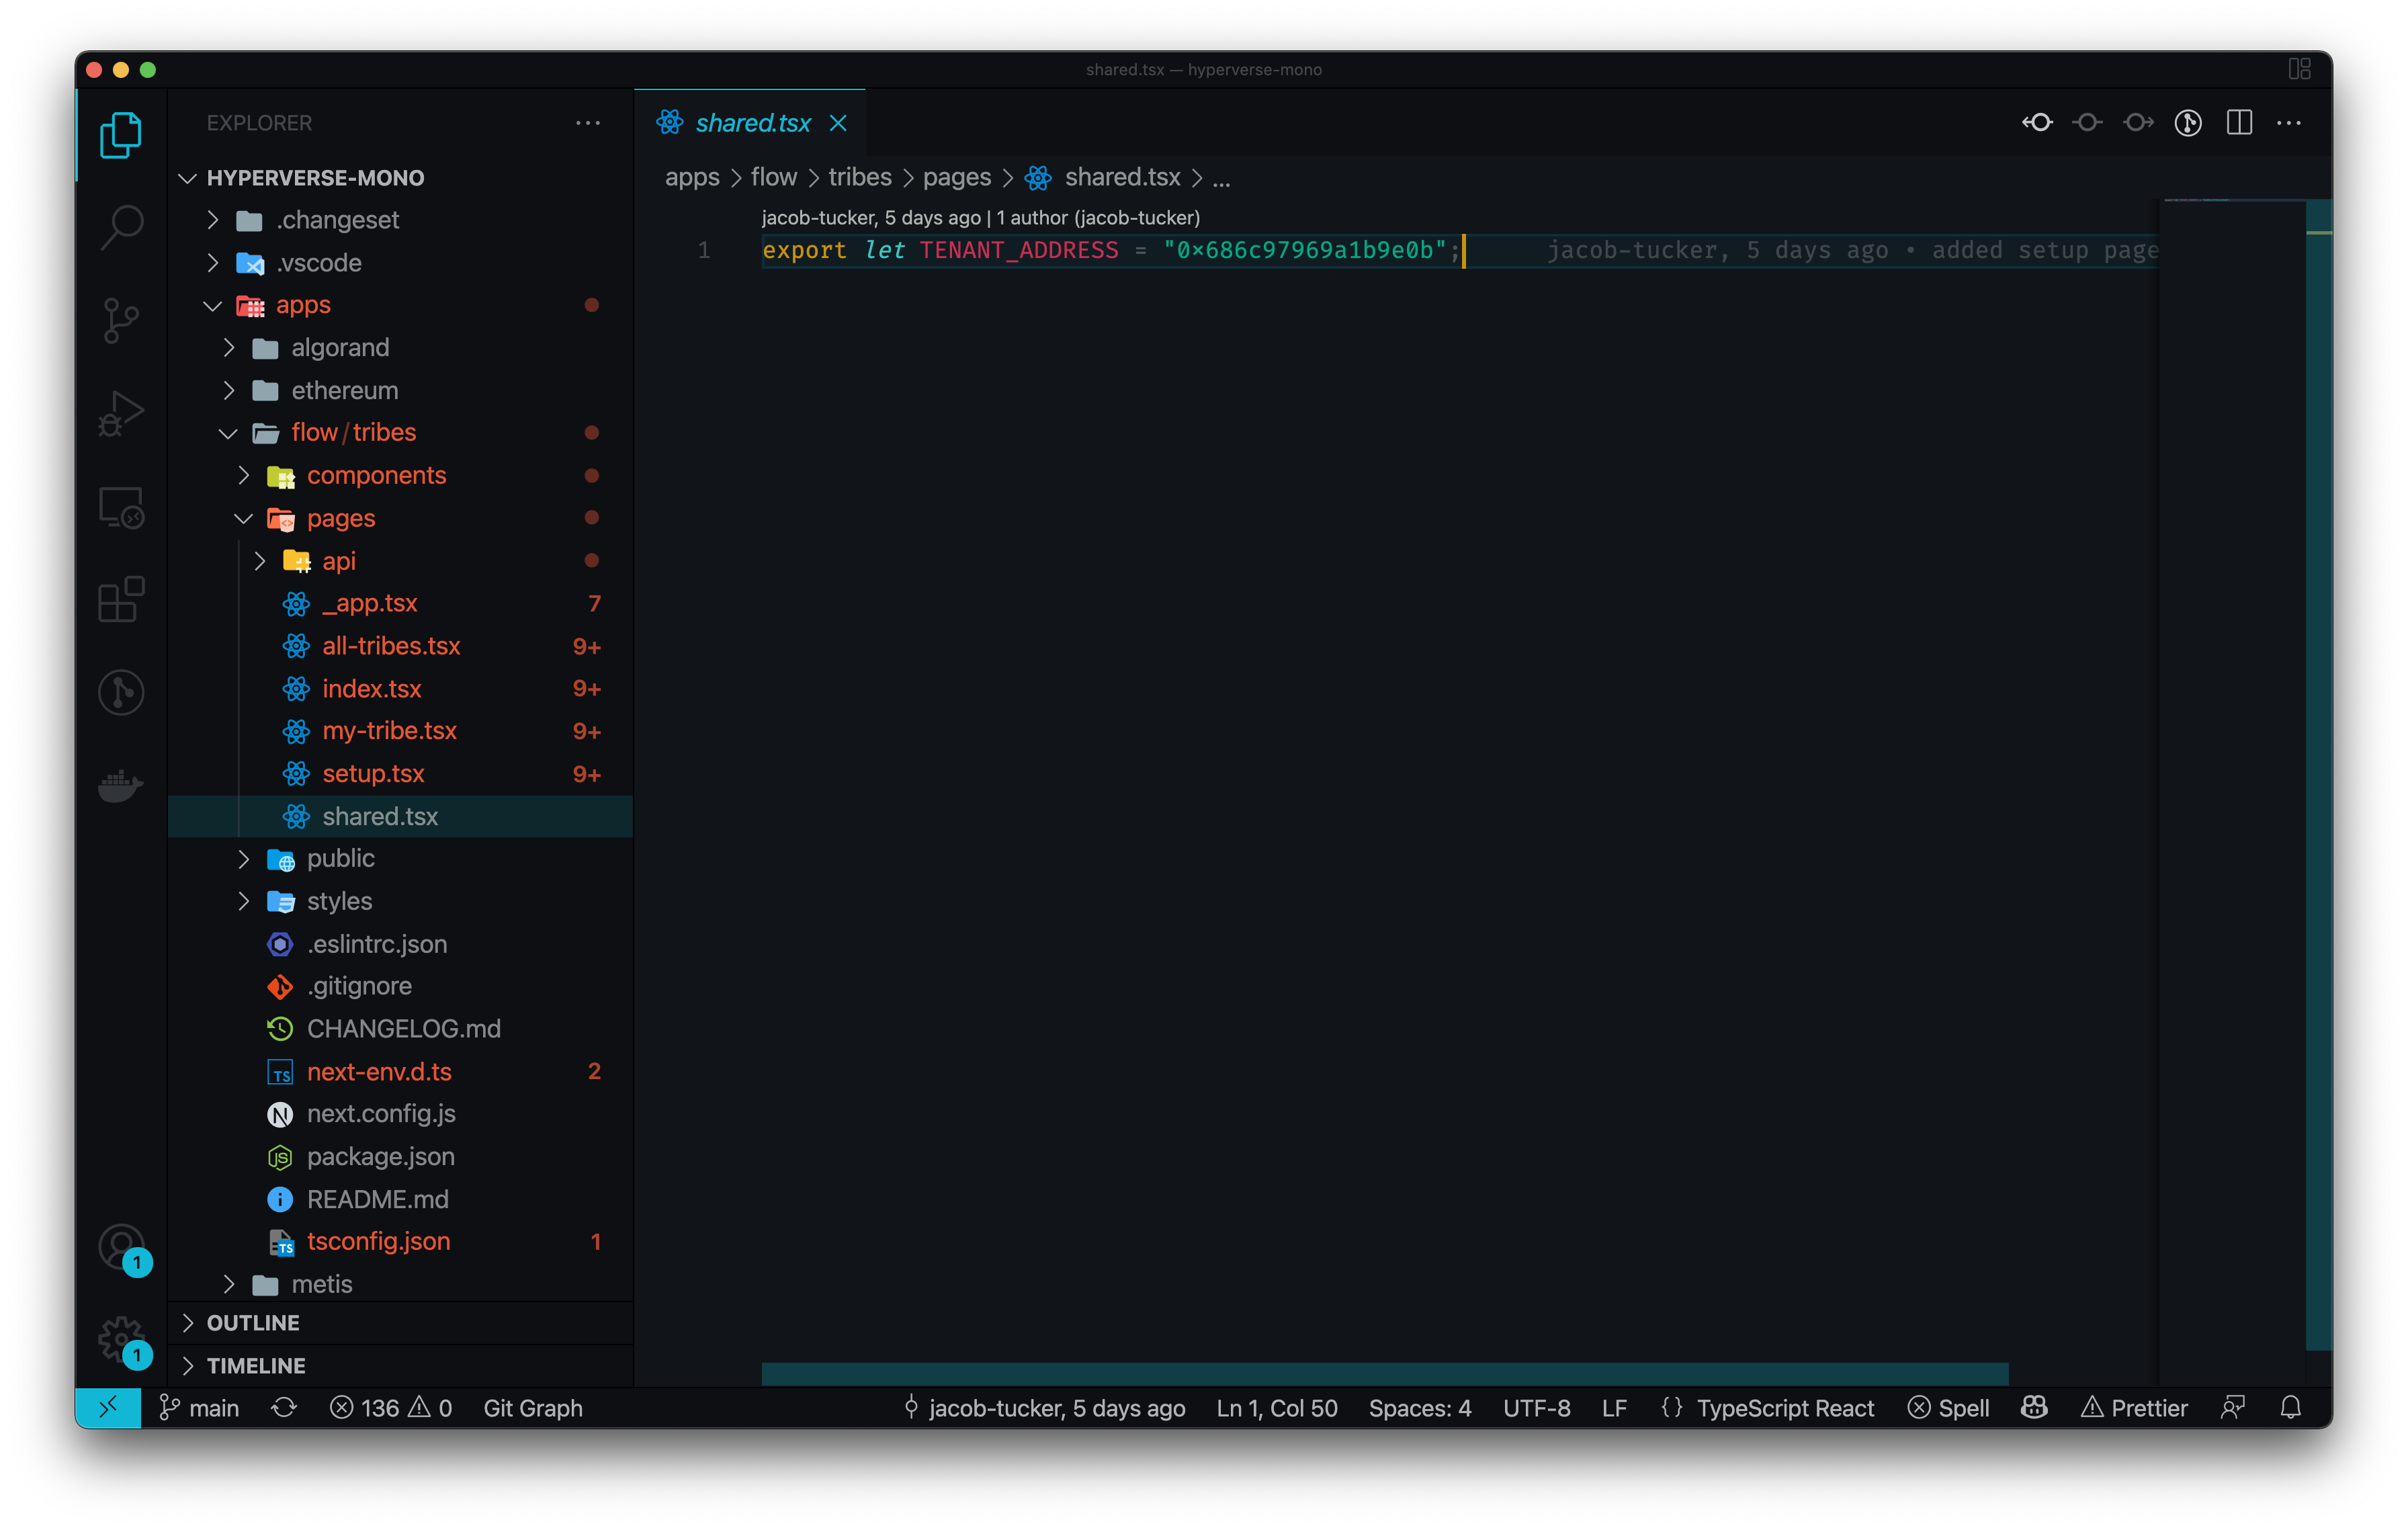 shared.tsx — hyperverse-mono
EXPLORER
HYPERVERSE-MONO
.changeset
.vscode
apps
algorand
ethereum
flow/tribes
components
pages
api
_app.tsx 7
all-tribes.tsx 9+
index.tsx 9+
my-tribe.tsx 9+
setup.tsx 9+
shared.tsx
public
styles
.eslintrc.json
.gitignore
CHANGELOG.md
next-env.d.ts 2
next.config.js
package.json
README.md
tsconfig.json 1
metis
OUTLINE
TIMELINE
1
1
shared.tsx
apps > flow > tribes > pages > shared.tsx > ...
jacob-tucker, 5 days ago | 1 author (jacob-tucker)
1 export let TENANT_ADDRESS = "0×686c97969a1b9e0b"; jacob-tucker, 5 days ago • added setup page
main 136 0 Git Graph jacob-tucker, 5 days ago Ln 1, Col 50 Spaces: 4 UTF-8 LF {} TypeScript React Spell Prettier